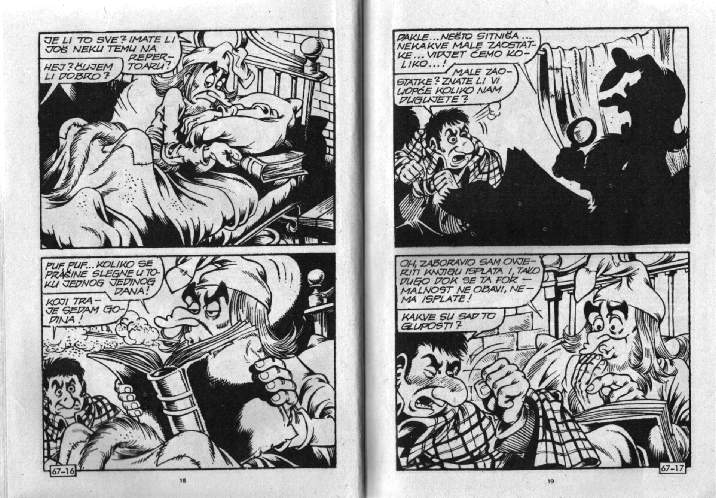 JE LI TO SVE? IMATE LI
JOŠ NEKU TEMU NA
REPER-
TOARU?
HEJ? ČUJEM
LI DOBRO?
PUF PUF... KOLIKO SE
PRAŠINE SLEGNE U TO-
KU JEDNOG JEDINOG
DANA!
KOJI TRA-
JE SEDAM GO-
DINA!
67-16
18
DAKLE... NEŠTO SITNIŠA...
NEKAKVE MALE ZAOSTAT-
KE... VIDJET ĆEMO KO-
LIKO...!
MALE ZAO-
STATKE? ZNATE LI VI
UOPĆE KOLIKO NAM
DUGUJETE?
OH, ZABORAVIO SAM OVJE-
RITI KNJIGU ISPLATA I, TAKO
DUGO DOK SE TA FOR-
MALNOST NE OBAVI, NE-
MA ISPLATE!
KAKVE SU SAD TO
GLUPOSTI?
67-17
19